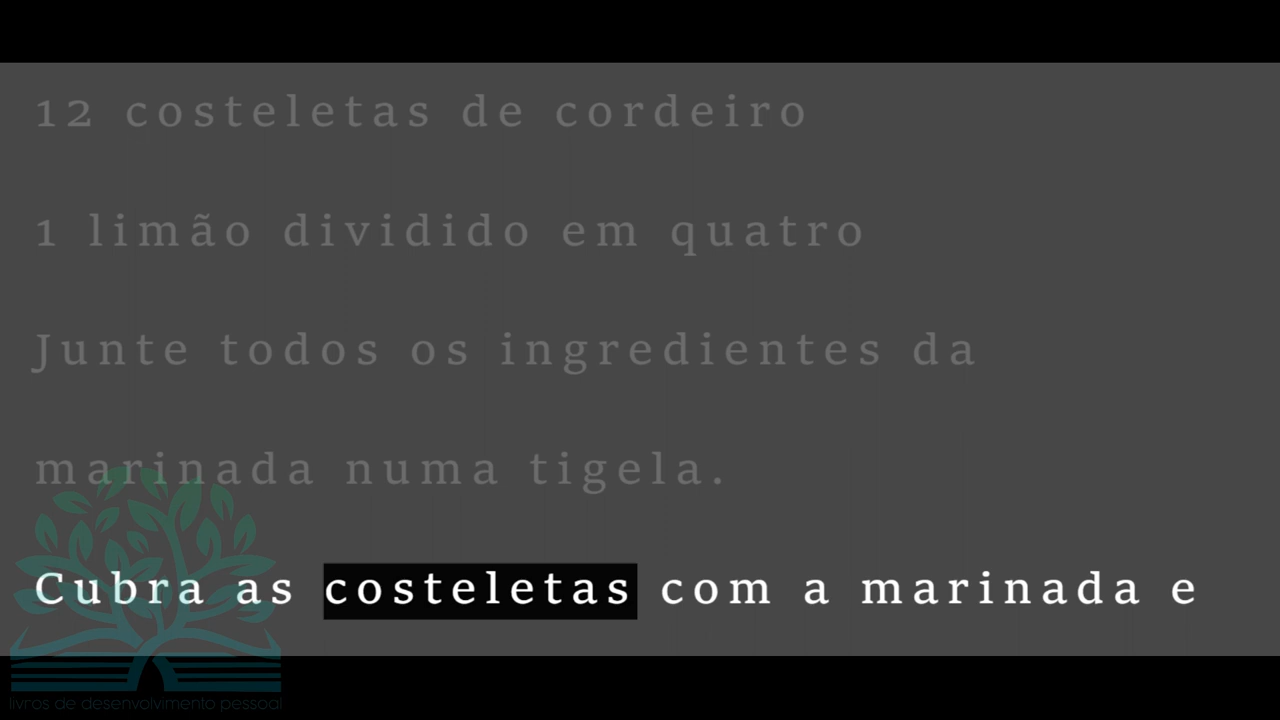 12 costeletas de cordeiro
1 limão dividido em quatro
Junte todos os ingredientes da
marinada numa tigela.
Cubra as costeletas com a marinada e
livros de desenvolvimento pessoal